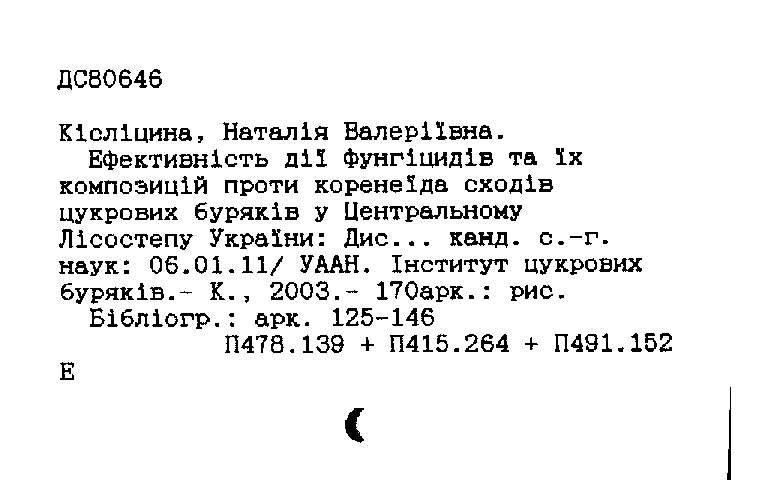 ДС80646
Кісліцина, Наталія Валеріївна.
Ефективність дії фунгіцидів та їх
композицій проти коренеїда сходів
цукрових буряків у Центральному
Лісостепу України: Дис... канд. с.-г.
наук: 06.01.11/ УААН. Інститут цукрових
буряків.- К., 2003.- 170арк.: рис.
Бібліогр.: арк. 125-146
П478.139 + П415.264 + П491.152
Е